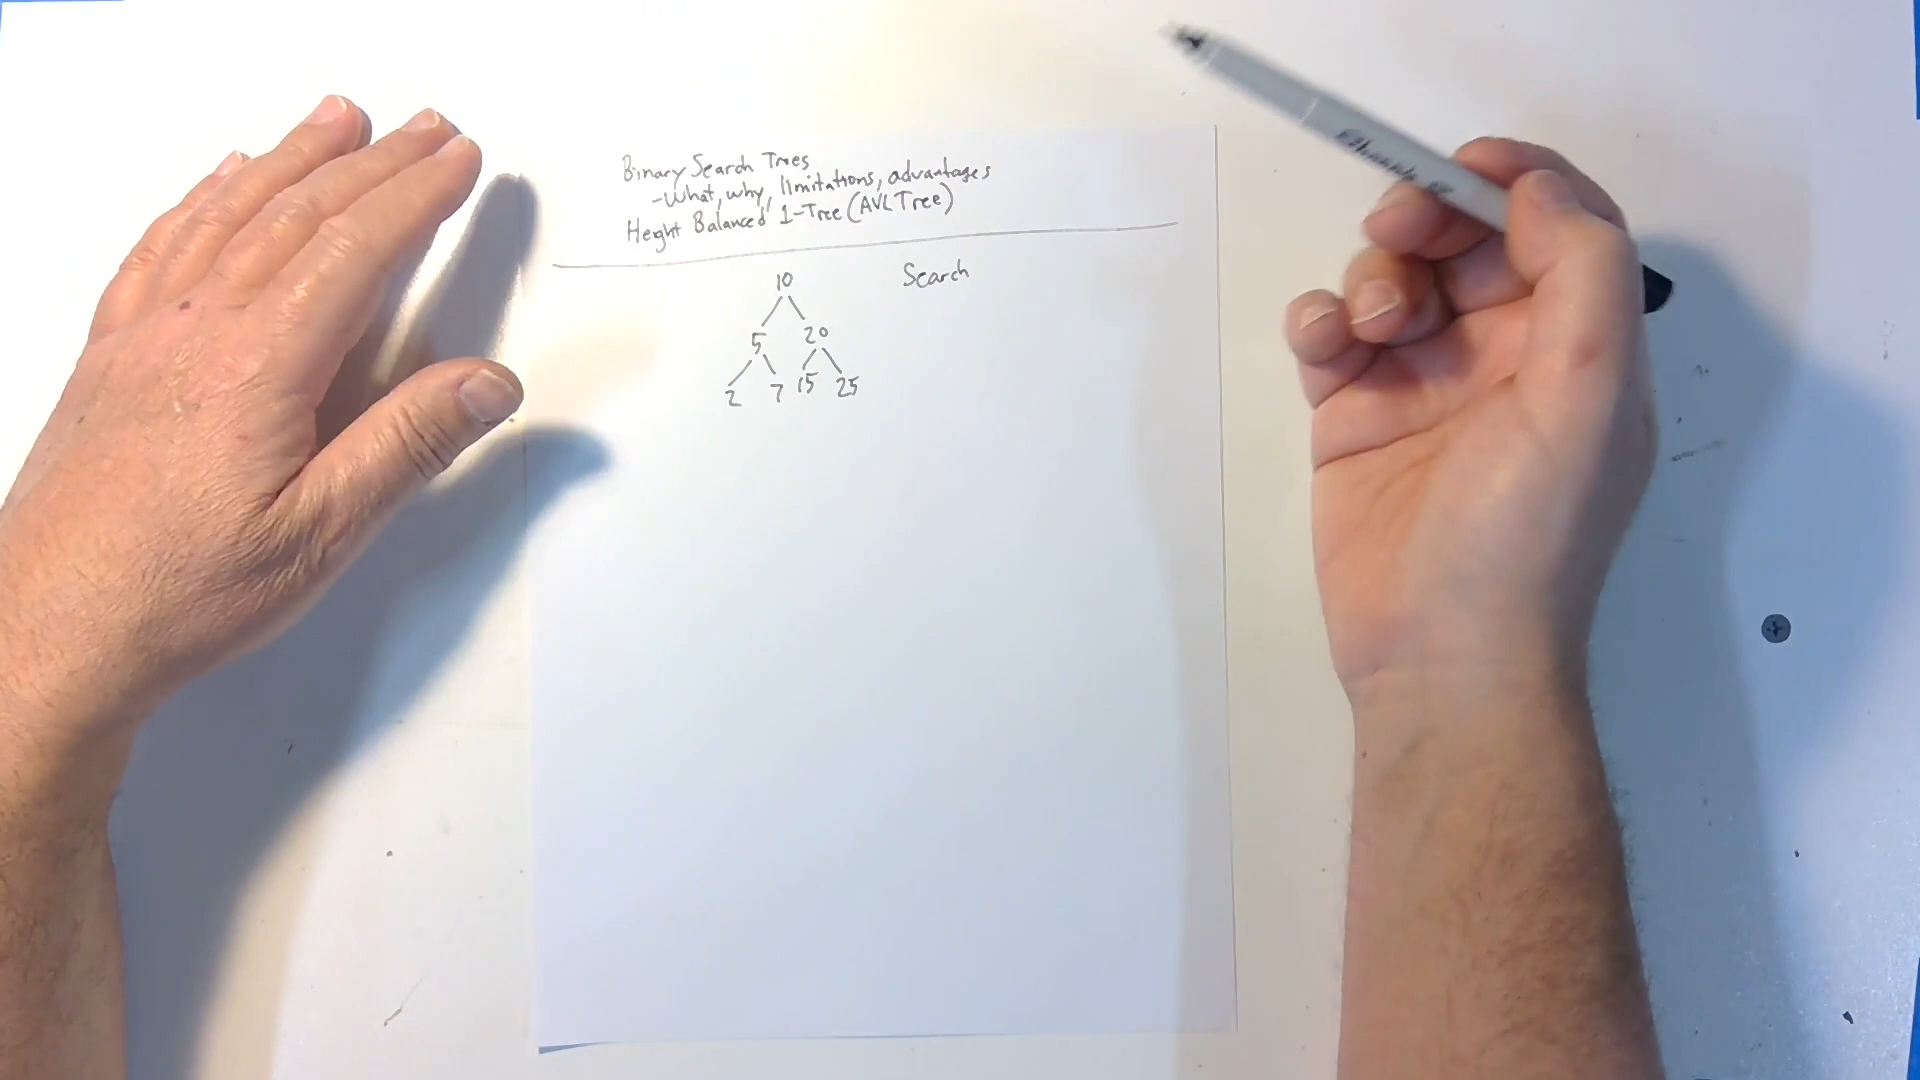 Binary Search Trees
-What, why, limitations, advantages
Height Balanced 1-Tree (AVL Tree)
10 Search
5 20
2 7 15 25